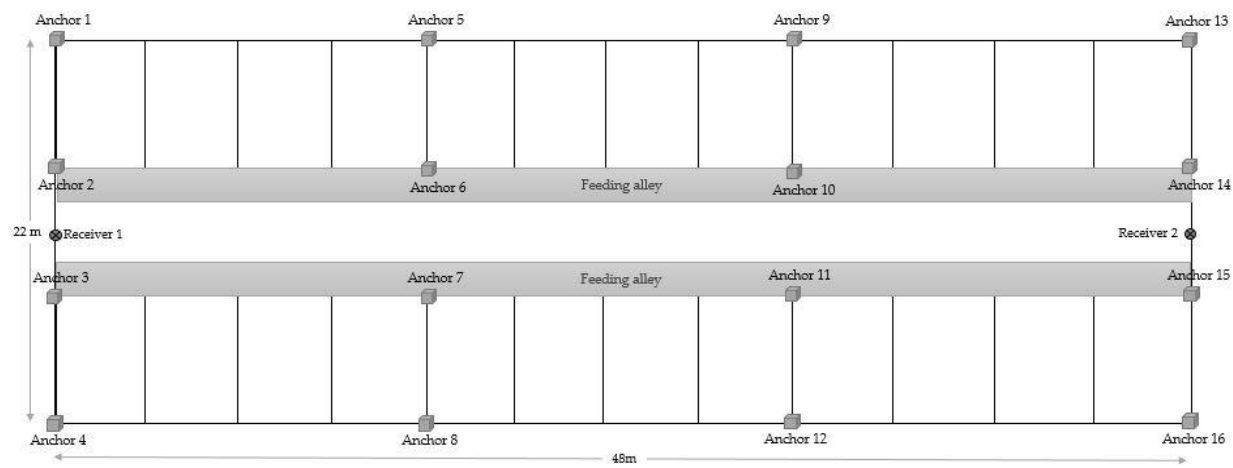 Anchor 1
Anchor 5
Anchor 9
Anchor 13
Anchor 2
Anchor 6
Feeding alley
Anchor 10
Anchor 14
22 m
Receiver 1
Receiver 2
Anchor 3
Anchor 7
Feeding alley
Anchor 11
Anchor 15
Anchor 4
Anchor 8
Anchor 12
Anchor 16
48m